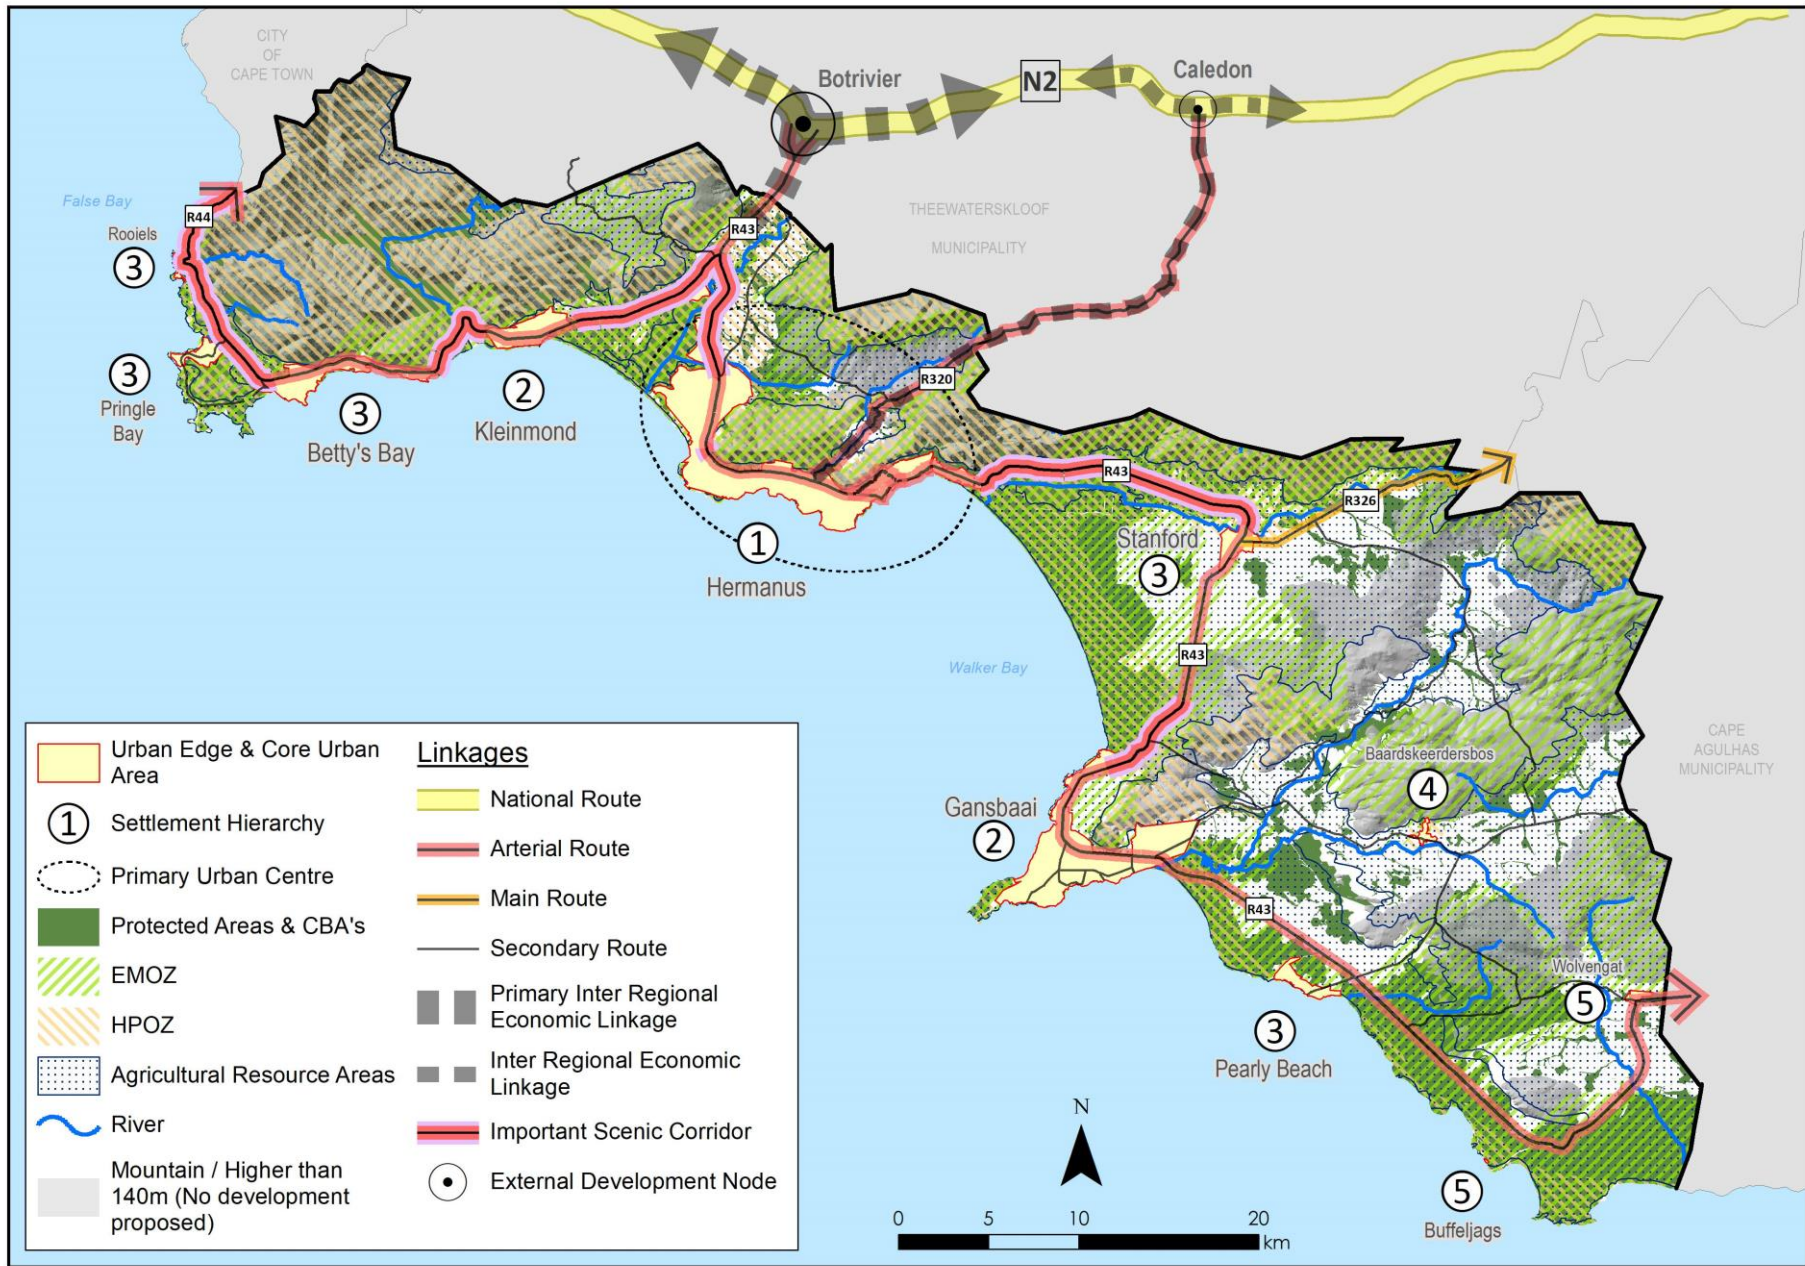 CITY
OF
CAPE TOWN
Botrivier
N2
Caledon
False Bay
R44
Rooiels
3
R43
THEEWATERSKLOOF
MUNICIPALITY
3
Pringle
Bay
3
Betty's Bay
2
Kleinmond
R320
R43
R326
1
Hermanus
Stanford
3
R43
Walker Bay
CAPE
AGULHAS
MUNICIPALITY
Baardskeerdersbos
4
Gansbaai
2
R43
Wolvengat
5
3
Pearly Beach
5
Buffeljags
Urban Edge & Core Urban
Area
1
Settlement Hierarchy
Primary Urban Centre
Protected Areas & CBA's
EMOZ
HPOZ
Agricultural Resource Areas
River
Mountain / Higher than
140m (No development
proposed)
Linkages
National Route
Arterial Route
Main Route
Secondary Route
Primary Inter Regional
Economic Linkage
Inter Regional Economic
Linkage
Important Scenic Corridor
External Development Node
N
0
5
10
20
km